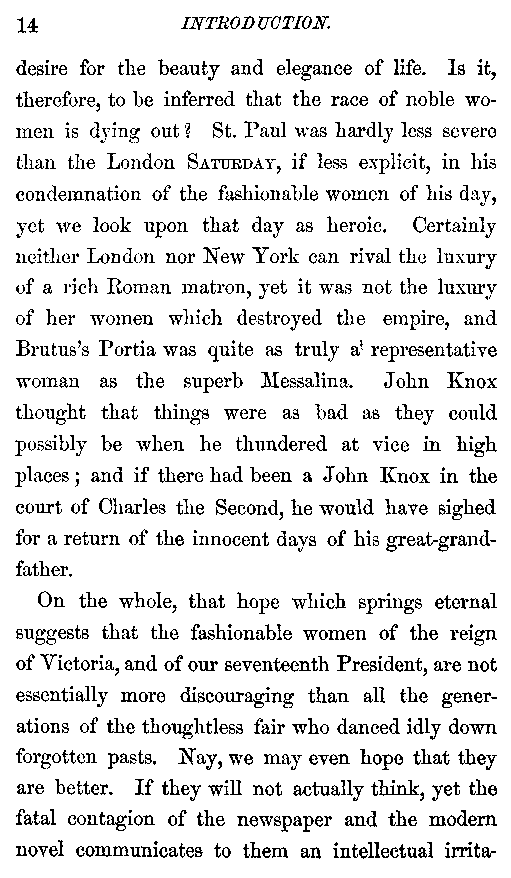 14 INTRODUCTION.
desire for the beauty and elegance of life. Is it,
therefore, to be inferred that the race of noble wo-
men is dying out? St. Paul was hardly less severe
than the London SATURDAY, if less explicit, in his
condemnation of the fashionable women of his day,
yet we look upon that day as heroic. Certainly
neither London nor New York can rival the luxury
of a rich Roman matron, yet it was not the luxury
of her women which destroyed the empire, and
Brutus's Portia was quite as truly a representative
woman as the superb Messalina. John Knox
thought that things were as bad as they could
possibly be when he thundered at vice in high
places; and if there had been a John Knox in the
court of Charles the Second, he would have sighed
for a return of the innocent days of his great-grand-
father.
On the whole, that hope which springs eternal
suggests that the fashionable women of the reign
of Victoria, and of our seventeenth President, are not
essentially more discouraging than all the gener-
ations of the thoughtless fair who danced idly down
forgotten pasts. Nay, we may even hope that they
are better. If they will not actually think, yet the
fatal contagion of the newspaper and the modern
novel communicates to them an intellectual irrita-